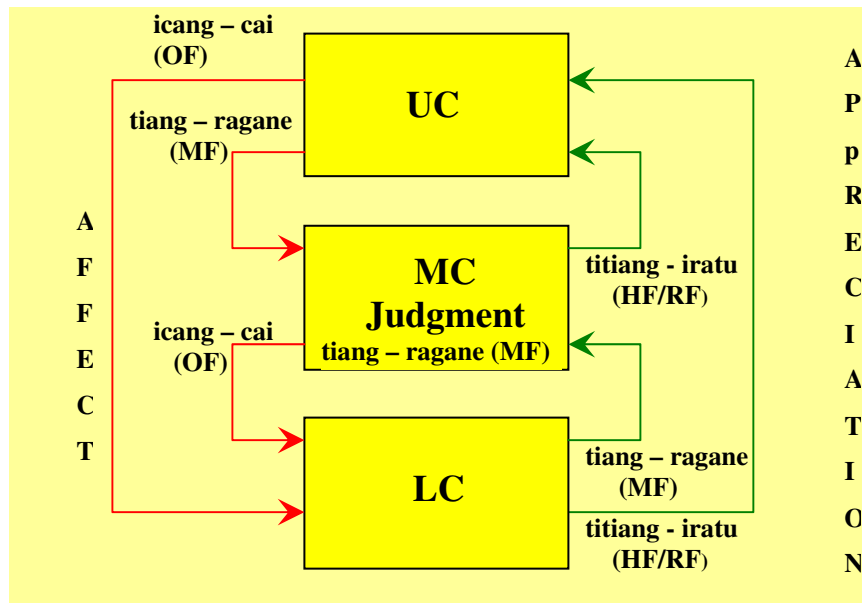 icang – cai
(OF)
UC
tiang – ragane
(MF)
A
F
F
E
C
T
MC
Judgment
tiang – ragane (MF)
titiang - iratu
(HF/RF)
icang – cai
(OF)
LC
tiang – ragane
(MF)
titiang – iratu
(HF/RF)
A
P
p
R
E
C
I
A
T
I
O
N